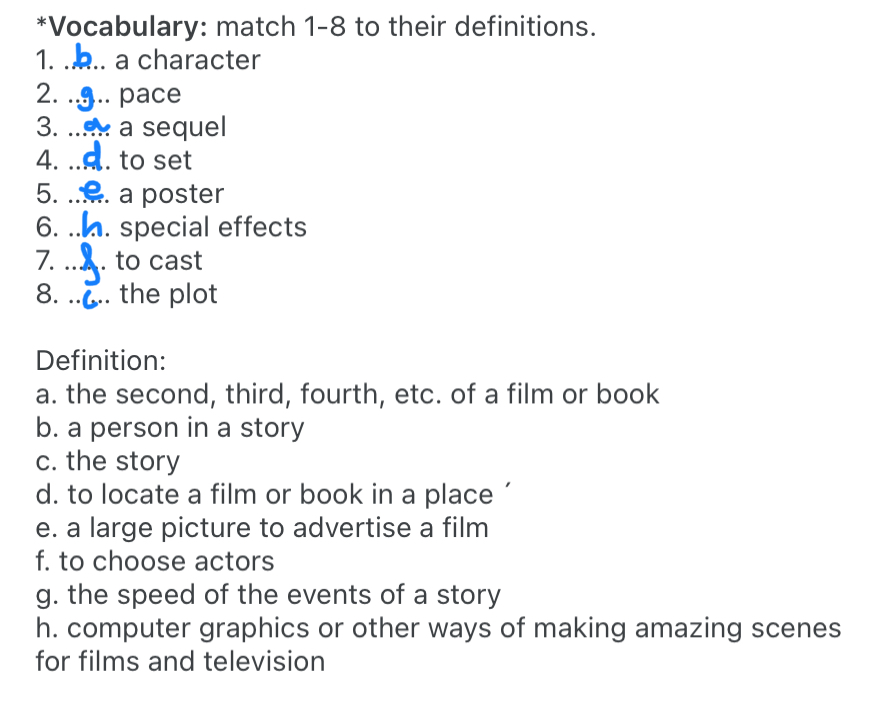 *Vocabulary: match 1-8 to their definitions.
1. ..b... a character
2. ..g.. pace
3. ..a... a sequel
4. ..d.. to set
5. ..e... a poster
6. ..h.. special effects
7. ..f... to cast
8. ..c... the plot
Definition:
a. the second, third, fourth, etc. of a film or book
b. a person in a story
c. the story
d. to locate a film or book in a place ´
e. a large picture to advertise a film
f. to choose actors
g. the speed of the events of a story
h. computer graphics or other ways of making amazing scenes
for films and television